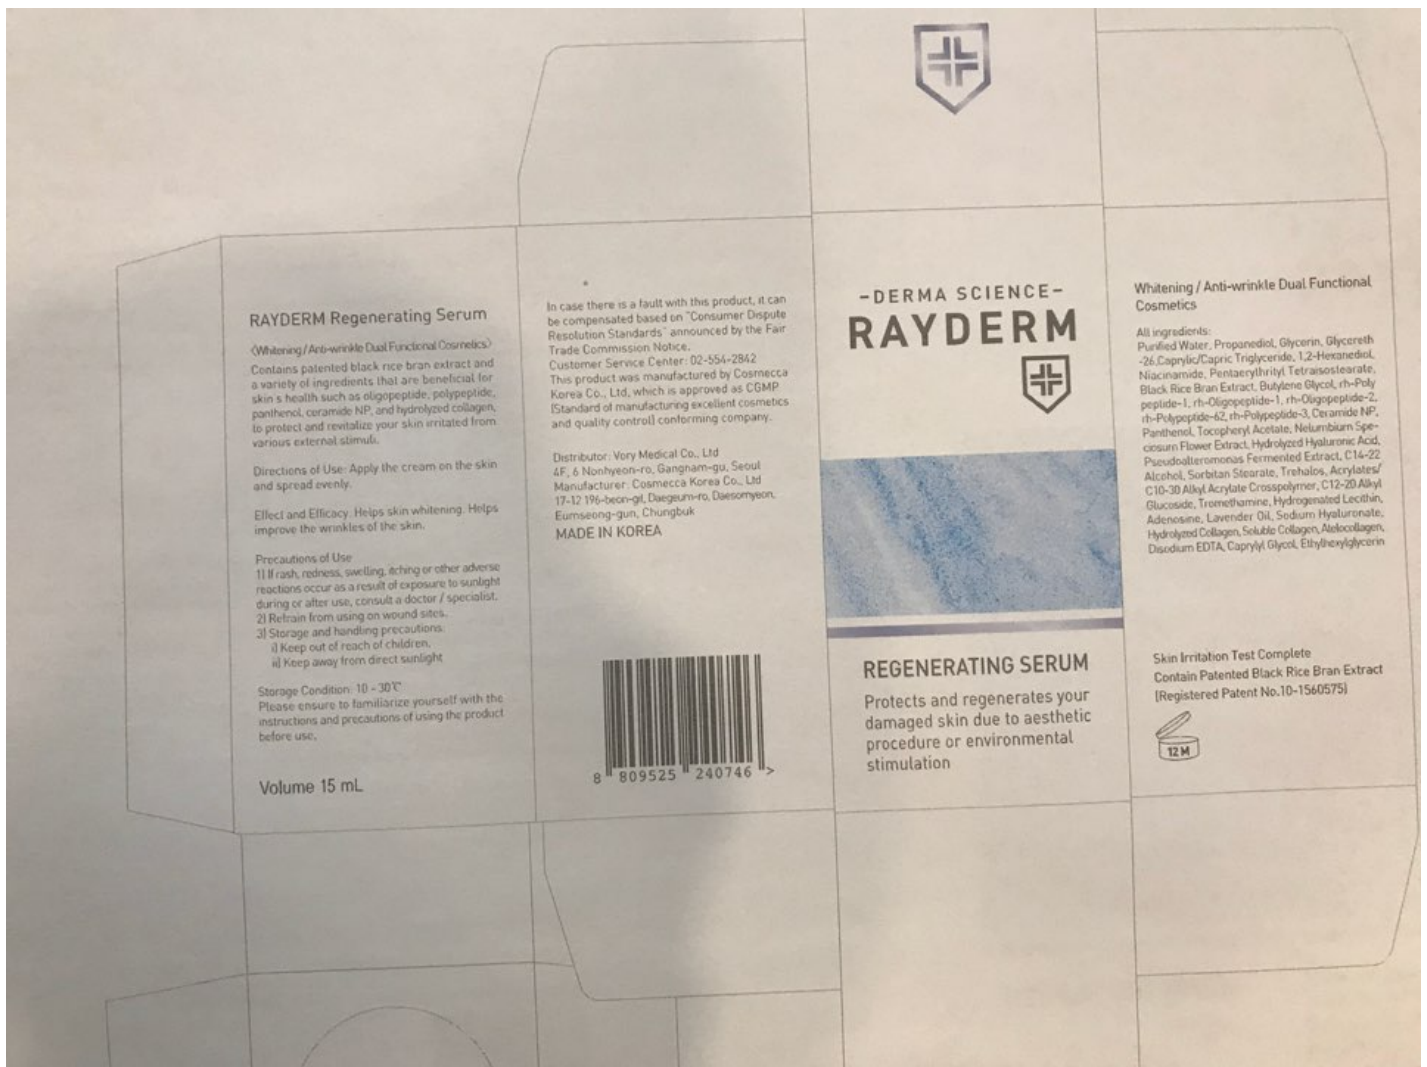 RAYDERM Regenerating Serum
<Whitening / Anti-wrinkle Dual Functional Cosmetics>
Contains patented black rice bran extract and
a variety of ingredients that are beneficial for
skin s health such as oligopeptide, polypeptide,
panthenol, ceramide NP, and hydrolyzed collagen,
to protect and revitalize your skin irritated from
various external stimuli.
Directions of Use: Apply the cream on the skin
and spread evenly.
Effect and Efficacy: Helps skin whitening. Helps
improve the wrinkles of the skin.
Precautions of Use
1) If rash, redness, swelling, itching or other adverse
reactions occur as a result of exposure to sunlight
during or after use, consult a doctor / specialist.
2) Refrain from using on wound sites.
3) Storage and handling precautions:
i) Keep out of reach of children,
ii) Keep away from direct sunlight
Storage Condition: 10 - 30℃
Please ensure to familiarize yourself with the
instructions and precautions of using the product
before use.
Volume 15 mL
In case there is a fault with this product, it can
be compensated based on "Consumer Dispute
Resolution Standards" announced by the Fair
Trade Commission Notice.
Customer Service Center: 02-554-2842
This product was manufactured by Cosmecca
Korea Co., Ltd, which is approved as CGMP
(Standard of manufacturing excellent cosmetics
and quality control) conforming company.
Distributor: Vory Medical Co., Ltd
4F, 6 Nonhyeon-ro, Gangnam-gu, Seoul
Manufacturer: Cosmecca Korea Co., Ltd
17-12 196-beon-gil, Daegeum-ro, Daesomyeon,
Eumseong-gun, Chungbuk
MADE IN KOREA
8 809525 240746 >
-DERMA SCIENCE-
RAYDERM
REGENERATING SERUM
Protects and regenerates your
damaged skin due to aesthetic
procedure or environmental
stimulation
Whitening / Anti-wrinkle Dual Functional
Cosmetics
All ingredients:
Purified Water, Propanediol, Glycerin, Glycereth
-26,Caprylic/Capric Triglyceride, 1,2-Hexanediol,
Niacinamide, Pentaerythrityl Tetraisostearate,
Black Rice Bran Extract, Butylene Glycol, rh-Poly
peptide-1, rh-Oligopeptide-1, rh-Oligopeptide-2,
rh-Polypeptide-62, rh-Polypeptide-3, Ceramide NP,
Panthenol, Tocopheryl Acetate, Nelumbium Spe-
ciosum Flower Extract, Hydrolyzed Hyaluronic Acid,
Pseudoalteromonas Fermented Extract, C14-22
Alcohol, Sorbitan Stearate, Trehalos, Acrylates/
C10-30 Alkyl Acrylate Crosspolymer, C12-20 Alkyl
Glucoside, Tromethamine, Hydrogenated Lecithin,
Adenosine, Lavender Oil, Sodium Hyaluronate,
Hydrolyzed Collagen, Soluble Collagen, Atelocollagen,
Disodium EDTA, Caprylyl Glycol, Ethylhexylglycerin
Skin Irritation Test Complete
Contain Patented Black Rice Bran Extract
(Registered Patent No.10-1560575)
12 M